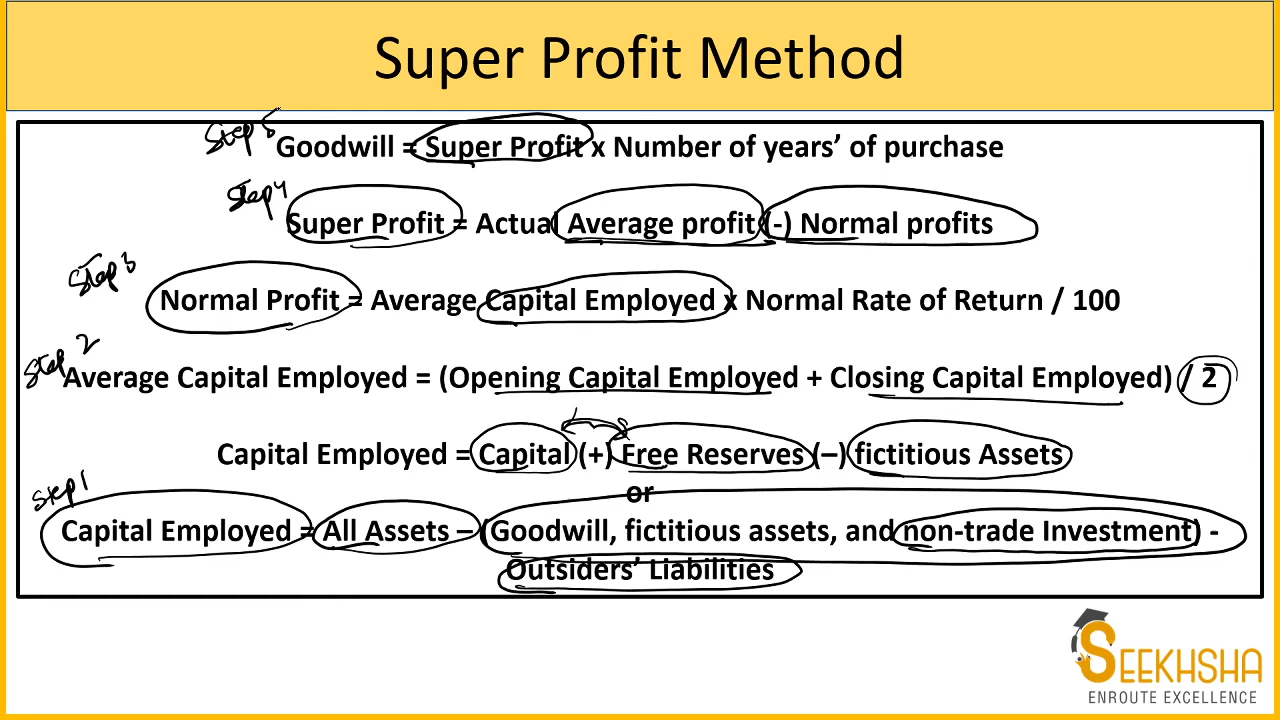 Super Profit Method
Step 5
Goodwill = Super Profit x Number of years’ of purchase
Step 4
Super Profit = Actual Average profit (-) Normal profits
Step 3
Normal Profit = Average Capital Employed x Normal Rate of Return / 100
Step 2
Average Capital Employed = (Opening Capital Employed + Closing Capital Employed) / 2
Capital Employed = Capital (+) Free Reserves (–) fictitious Assets
or
Step 1
Capital Employed = All Assets – (Goodwill, fictitious assets, and non-trade Investment) -
Outsiders’ Liabilities
SEEKHSHA
ENROUTE EXCELLENCE